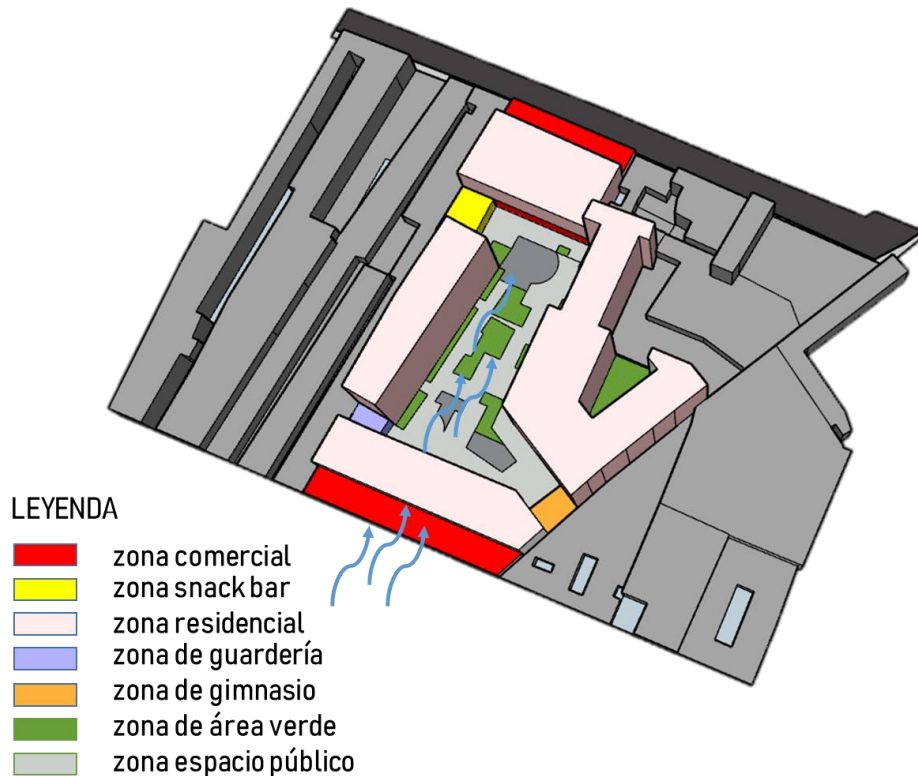 LEYENDA
zona comercial
zona snack bar
zona residencial
zona de guardería
zona de gimnasio
zona de área verde
zona espacio público